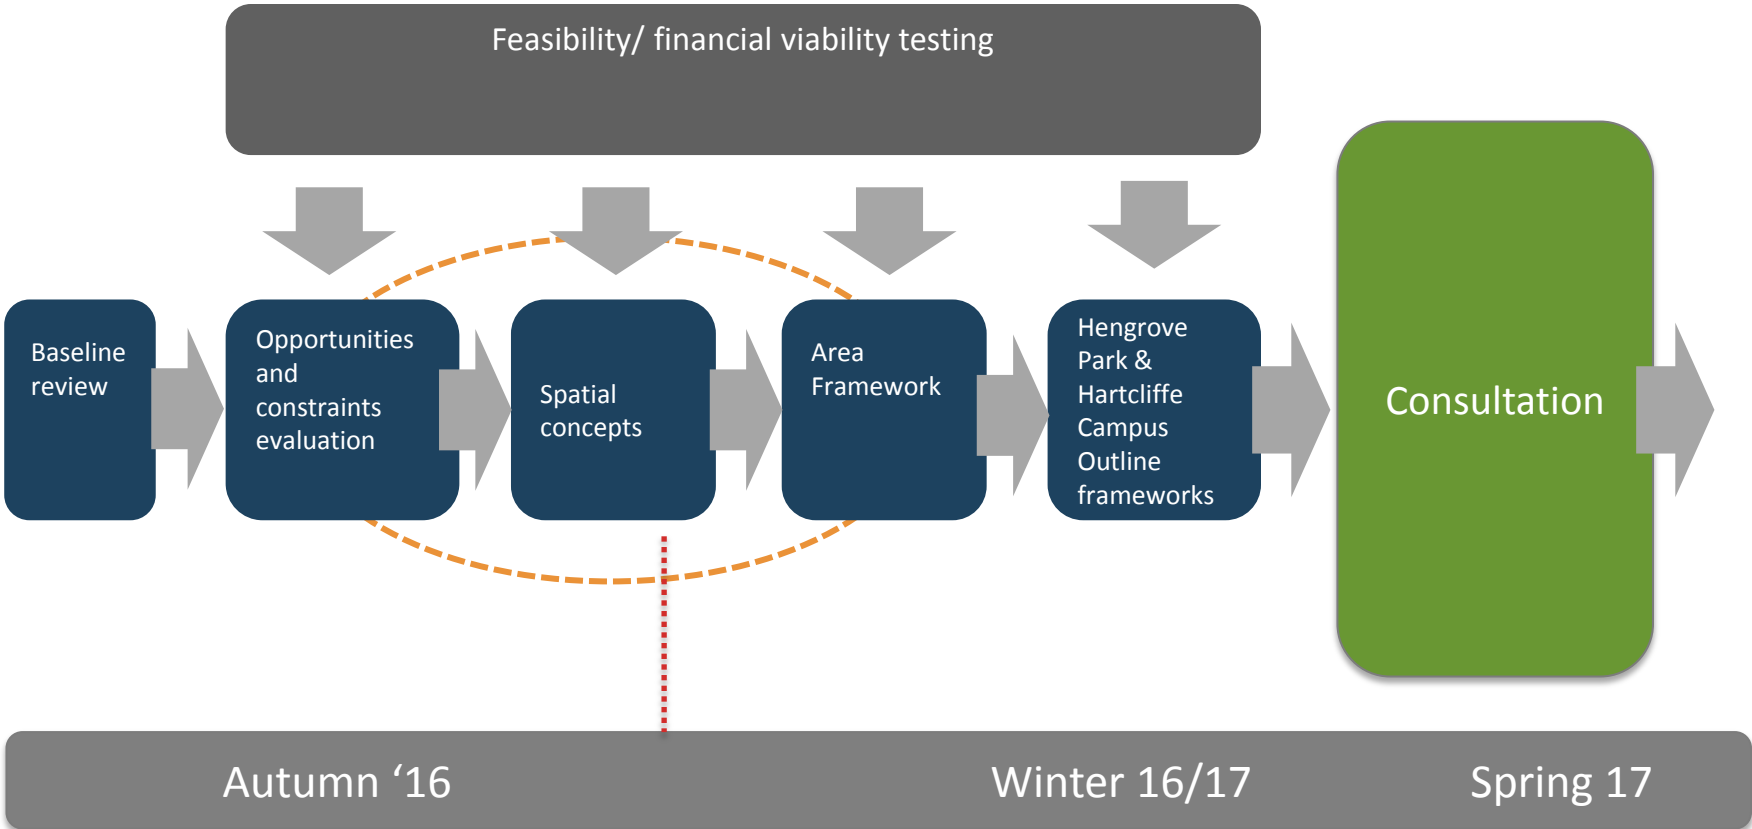 Feasibility/ financial viability testing
Baseline
review
Opportunities
and
constraints
evaluation
Spatial
concepts
Area
Framework
Hengrove
Park &
Hartcliffe
Campus
Outline
frameworks
Consultation
Autumn ‘16
Winter 16/17
Spring 17